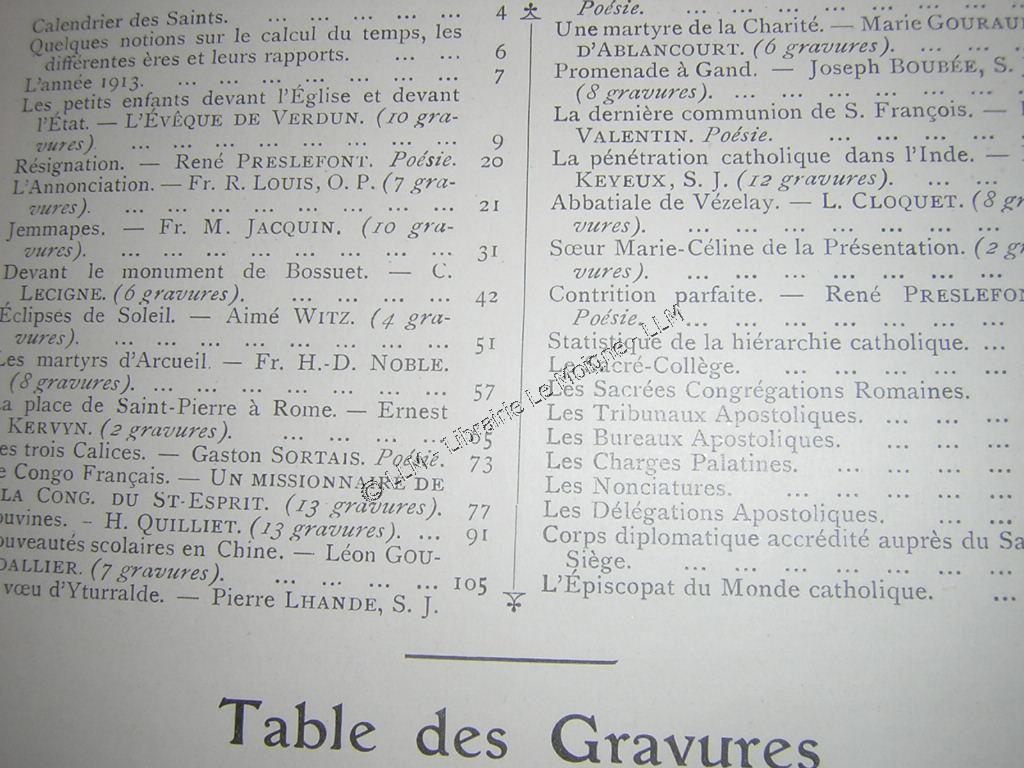 Calendrier des Saints. ... ... ... ... ... 4
Quelques notions sur le calcul du temps, les
différentes ères et leurs rapports. ... ... 6
L'année 1913. ... ... ... ... ... ... ... 7
Les petits enfants devant l'Église et devant
l'État. — L'ÉVÊQUE DE VERDUN. (10 gra-
vures). ... ... ... ... ... ... ... ... 9
Résignation. — René PRESLEFONT. Poésie. 20
L'Annonciation. — Fr. R. LOUIS, O. P. (7 gra-
vures). ... ... ... ... ... ... ... ... 21
Jemmapes. — Fr. M. JACQUIN. (10 gra-
vures). ... ... ... ... ... ... ... ... 31
Devant le monument de Bossuet. — C.
LECIGNE. (6 gravures). ... ... ... ... 42
Éclipses de Soleil. — Aimé WITZ. (4 gra-
vures). ... ... ... ... ... ... ... ... 51
Les martyrs d'Arcueil. — Fr. H.-D. NOBLE.
(8 gravures). ... ... ... ... ... ... ... 57
La place de Saint-Pierre à Rome. — Ernest
KERVYN. (2 gravures). ... ... ... ... 65
es trois Calices. — Gaston SORTAIS. Poésie. 73
e Congo Français. — UN MISSIONNAIRE DE
LA CONG. DU ST-ESPRIT. (13 gravures). 77
ouvines. - H. QUILLIET. (13 gravures). ... 91
ouveautés scolaires en Chine. — Léon GOU-
DALLIER. (7 gravures). ... ... ... ... 105
vœu d'Yturralde. — Pierre LHANDE, S. J.
Poésie. ... ... ... ... ... ... ...
Une martyre de la Charité. — Marie GOURAU
D'ABLANCOURT. (6 gravures). ... ... ...
Promenade à Gand. — Joseph BOUBÉE, S.
(8 gravures). ... ... ... ... ... ... ...
La dernière communion de S. François. —
VALENTIN. Poésie. ... ... ... ... ...
La pénétration catholique dans l'Inde. —
KEYEUX, S. J. (12 gravures). ... ...
Abbatiale de Vézelay. — L. CLOQUET. (8 gr
vures). ... ... ... ... ... ... ... ...
Sœur Marie-Céline de la Présentation. (2 g
vures). ... ... ... ... ... ... ... ...
Contrition parfaite. — René PRESLEFON
Poésie. ... ... ... ... ... ... ... ...
Statistique de la hiérarchie catholique. ...
Le Sacré-Collège. ... ... ... ... ...
Les Sacrées Congrégations Romaines.
Les Tribunaux Apostoliques. ... ... ...
Les Bureaux Apostoliques. ... ...
Les Charges Palatines. ... ... ... ...
Les Nonciatures. ... ... ... ... ...
Les Délégations Apostoliques. ... ...
Corps diplomatique accrédité auprès du Sa
Siège. ... ... ... ... ... ... ... ...
L'Épiscopat du Monde catholique. ...
Table des Gravures
© LLM - Librairie Le Moigne, LLM